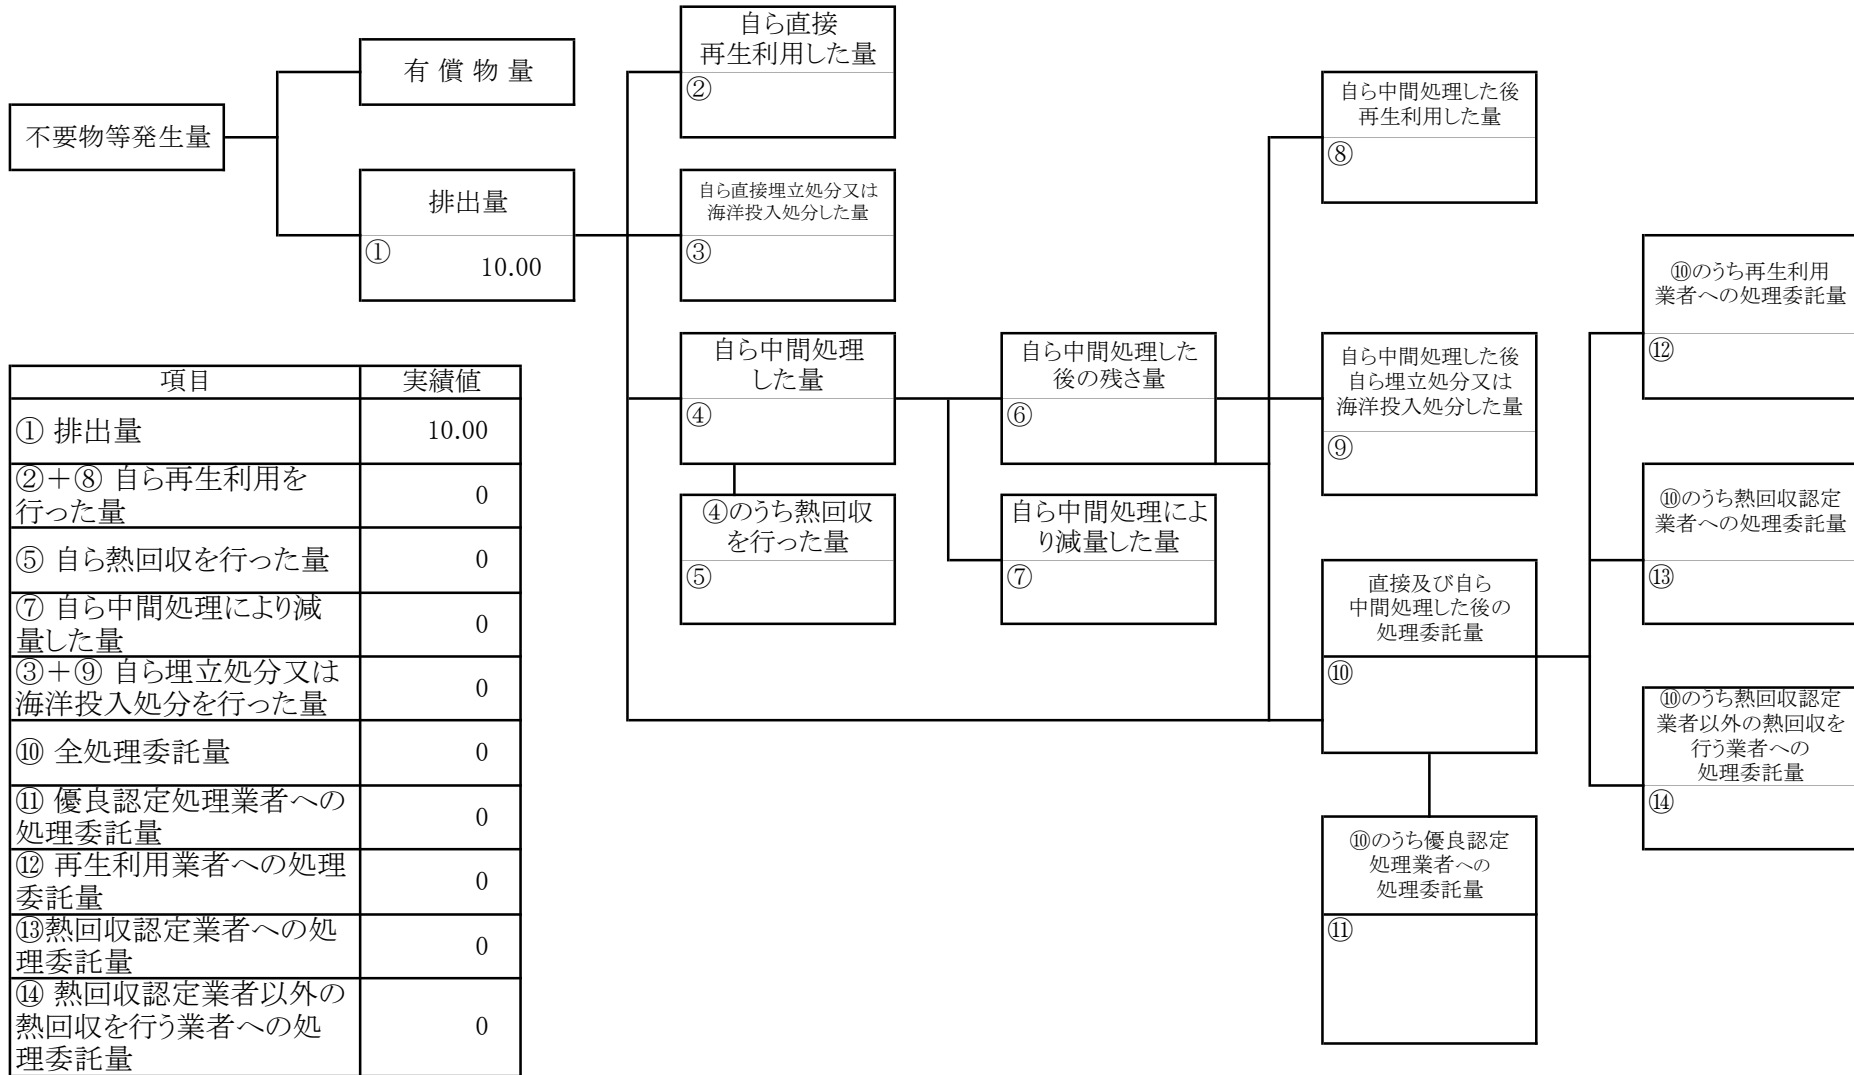 不要物等発生量
有 償 物 量
排出量
①
10.00
自ら直接
再生利用した量
②
自ら直接埋立処分又は
海洋投入処分した量
③
自ら中間処理
した量
④
④のうち熱回収
を行った量
⑤
自ら中間処理した
後の残さ量
⑥
自ら中間処理によ
り減量した量
⑦
自ら中間処理した後
再生利用した量
⑧
自ら中間処理した後
自ら埋立処分又は
海洋投入処分した量
⑨
直接及び自ら
中間処理した後の
処理委託量
⑩
⑩のうち優良認定
処理業者への
処理委託量
⑪
⑩のうち再生利用
業者への処理委託量
⑫
⑩のうち熱回収認定
業者への処理委託量
⑬
⑩のうち熱回収認定
業者以外の熱回収を
行う業者への
処理委託量
⑭
項目 実績値
① 排出量 10.00
②＋⑧ 自ら再生利用を
行った量 0
⑤ 自ら熱回収を行った量 0
⑦ 自ら中間処理により減
量した量 0
③＋⑨ 自ら埋立処分又は
海洋投入処分を行った量 0
⑩ 全処理委託量 0
⑪ 優良認定処理業者への
処理委託量 0
⑫ 再生利用業者への処理
委託量 0
⑬熱回収認定業者への処
理委託量 0
⑭ 熱回収認定業者以外の
熱回収を行う業者への処 0
理委託量